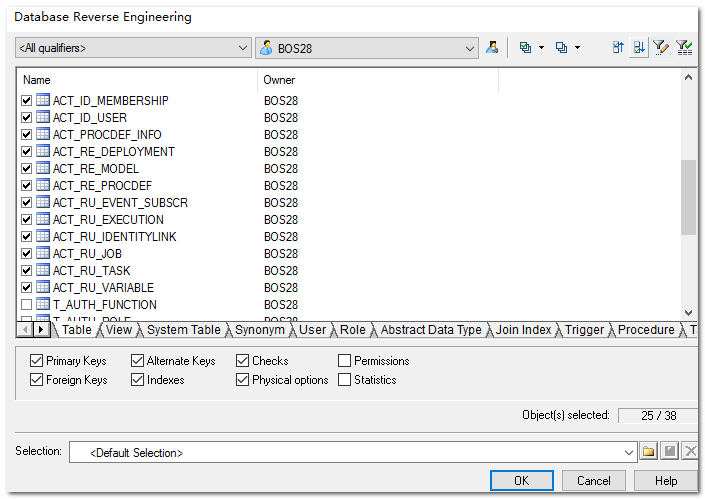 Database Reverse Engineering
<All qualifiers> BOS28
Name Owner
ACT_ID_MEMBERSHIP BOS28
ACT_ID_USER BOS28
ACT_PROCDEF_INFO BOS28
ACT_RE_DEPLOYMENT BOS28
ACT_RE_MODEL BOS28
ACT_RE_PROCDEF BOS28
ACT_RU_EVENT_SUBSCR BOS28
ACT_RU_EXECUTION BOS28
ACT_RU_IDENTITYLINK BOS28
ACT_RU_JOB BOS28
ACT_RU_TASK BOS28
ACT_RU_VARIABLE BOS28
T_AUTH_FUNCTION BOS28
T_AUTH_ROLE BOS28
Table View System Table Synonym User Role Abstract Data Type Join Index Trigger Procedure T
Primary Keys Alternate Keys Checks Permissions
Foreign Keys Indexes Physical options Statistics
Object(s) selected: 25 / 38
Selection: <Default Selection>
OK Cancel Help